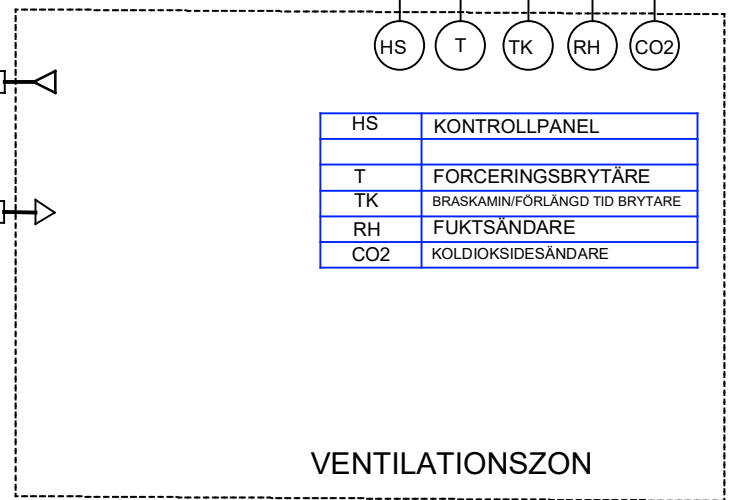 HS T TK RH CO2
HS KONTROLLPANEL
T FORCERINGSBRYTÄRE
TK BRASKAMIN/FÖRLÄNGD TID BRYTARE
RH FUKTSÄNDARE
CO2 KOLDIOKSIDESÄNDARE
VENTILATIONSZON